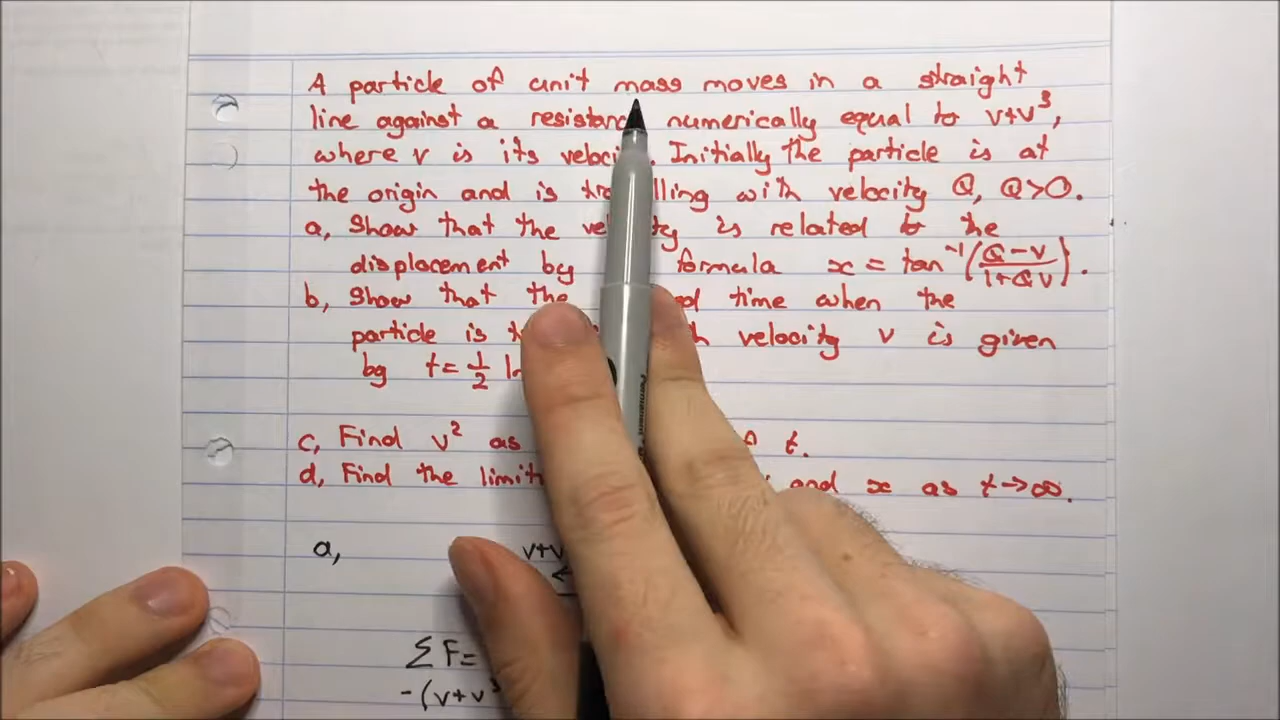 A particle of unit mass moves in a straight
line against a resistance numerically equal to v+v³,
where v is its velocity. Initially the particle is at
the origin and is travelling with velocity Q, Q>0.
a, Show that the velocity is related to the
displacement by formula x = tan⁻¹((Q-v)/(1+Qv)).
b, Show that the time when the
particle is velocity v is given
by t = 1/2 ln
c, Find v² as t.
d, Find the and x as t→∞.
a, v+v
ΣF=
-(v+v³